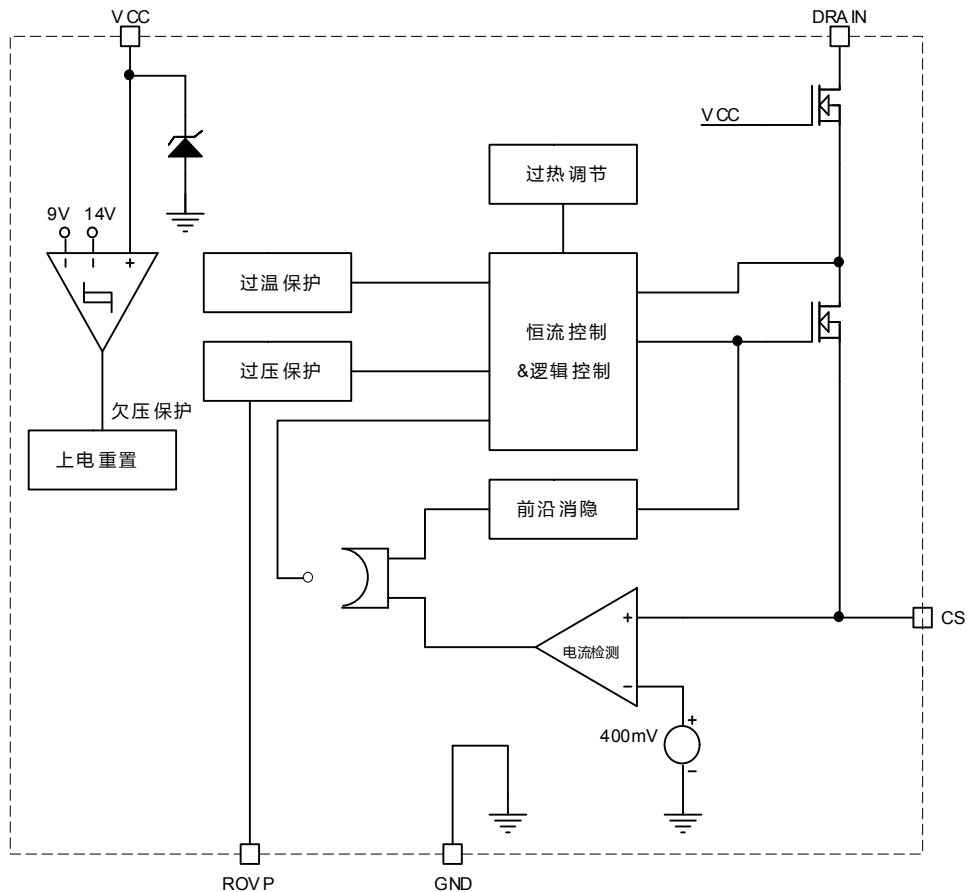 VCC
DRAIN
VCC
过热调节
9V
14V
过温保护
恒流控制
&逻辑控制
过压保护
欠压保护
上电重置
前沿消隐
CS
电流检测
400mV
ROVP
GND